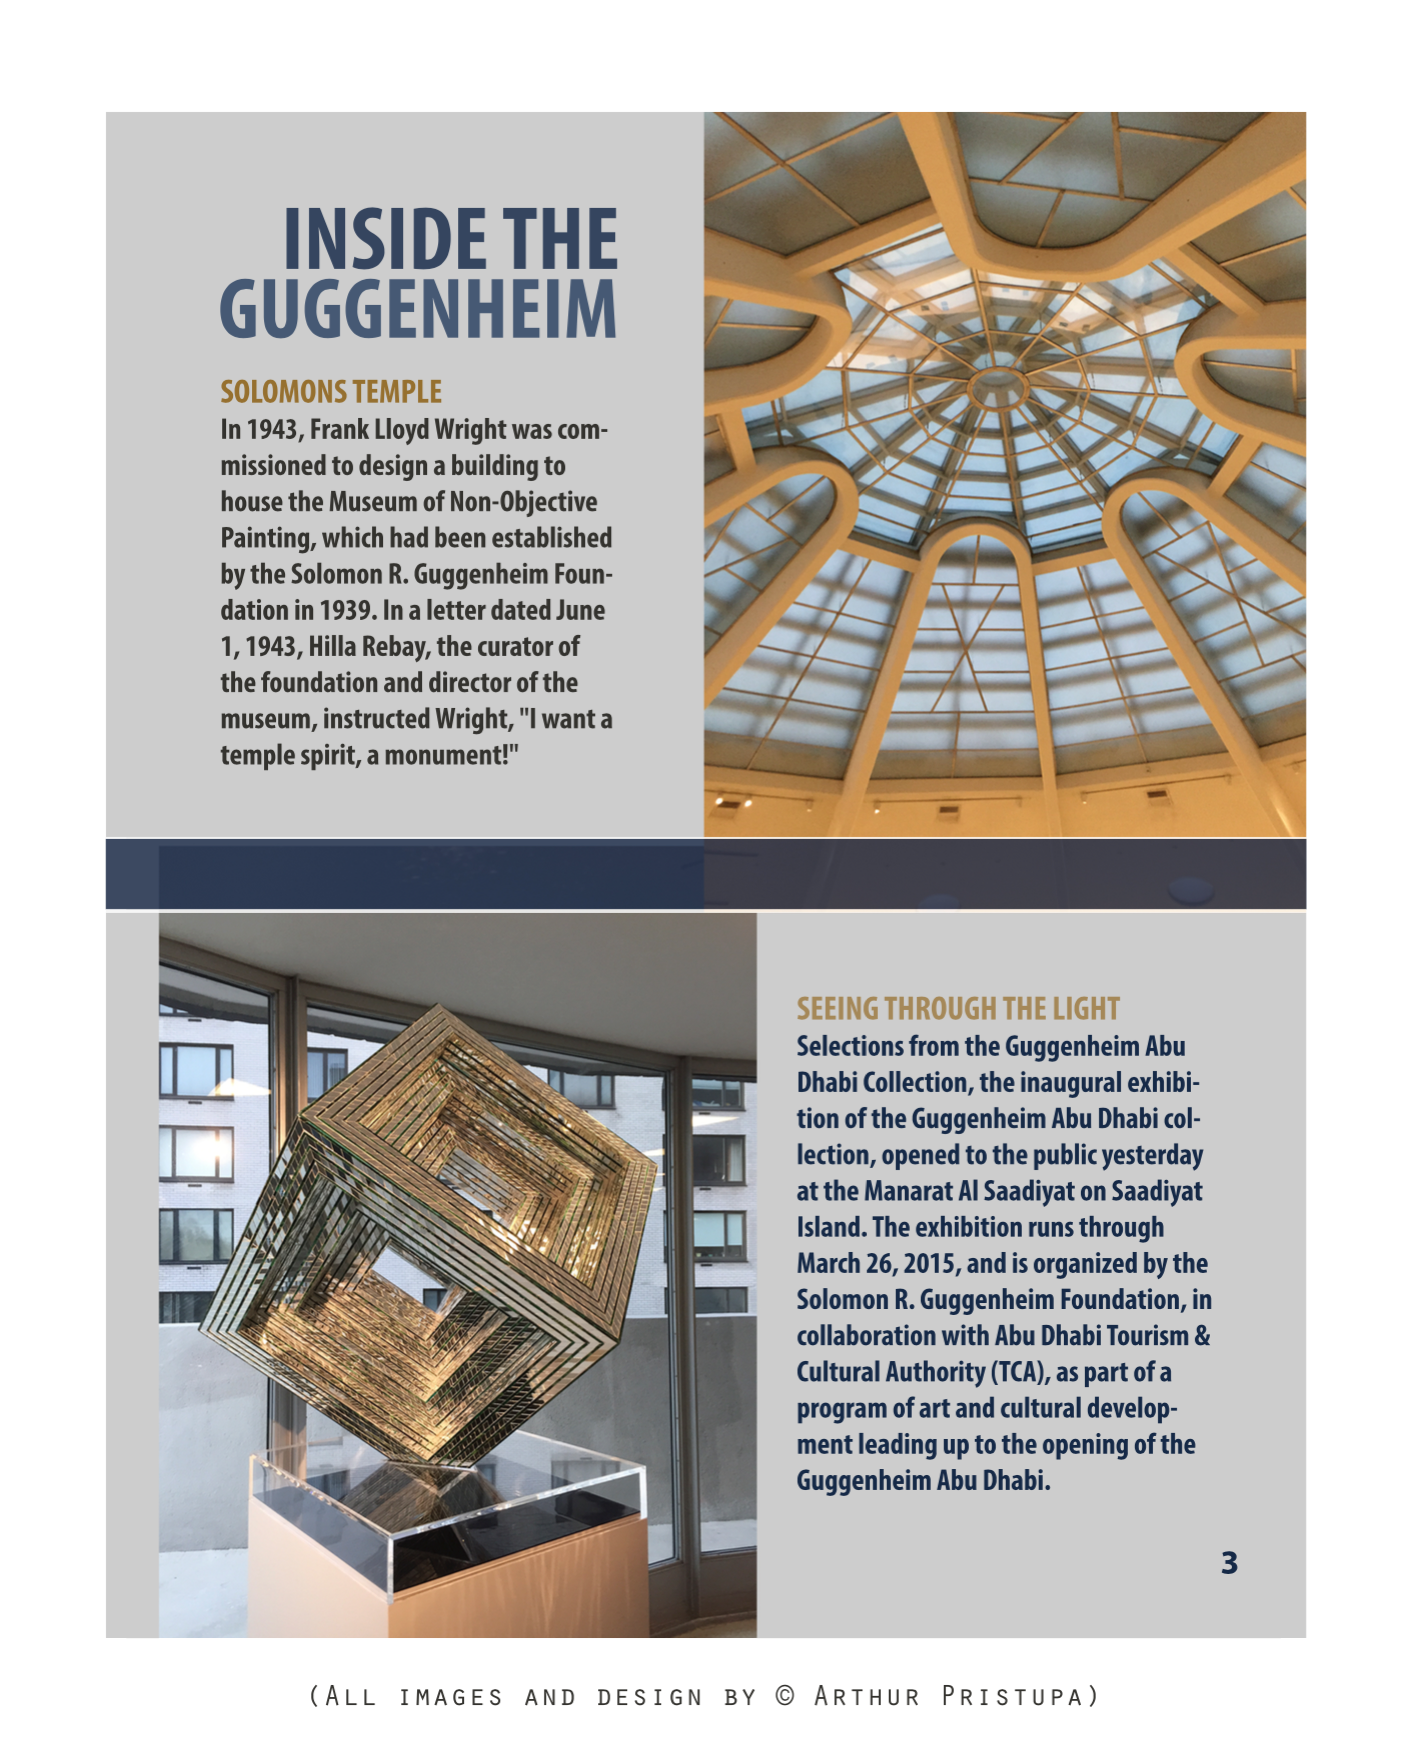 INSIDE THE
GUGGENHEIM
SOLOMONS TEMPLE
In 1943, Frank Lloyd Wright was com-
missioned to design a building to
house the Museum of Non-Objective
Painting, which had been established
by the Solomon R. Guggenheim Foun-
dation in 1939. In a letter dated June
1, 1943, Hilla Rebay, the curator of
the foundation and director of the
museum, instructed Wright, "I want a
temple spirit, a monument!"
SEEING THROUGH THE LIGHT
Selections from the Guggenheim Abu
Dhabi Collection, the inaugural exhibi-
tion of the Guggenheim Abu Dhabi col-
lection, opened to the public yesterday
at the Manarat Al Saadiyat on Saadiyat
Island. The exhibition runs through
March 26, 2015, and is organized by the
Solomon R. Guggenheim Foundation, in
collaboration with Abu Dhabi Tourism &
Cultural Authority (TCA), as part of a
program of art and cultural develop-
ment leading up to the opening of the
Guggenheim Abu Dhabi.
3
(All images and design by © Arthur Pristupa)